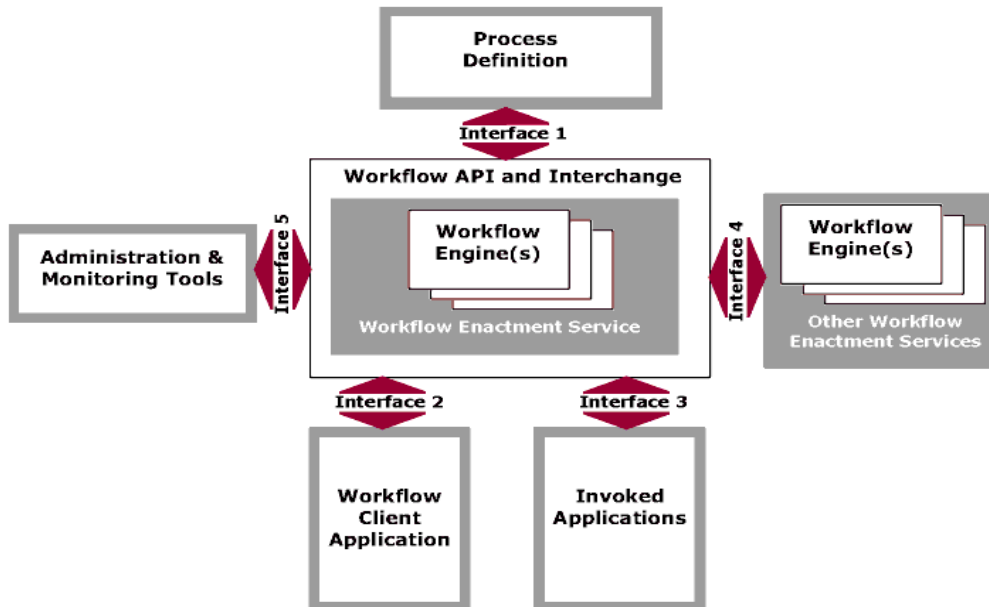 Process
Definition
Interface 1
Workflow API and Interchange
Workflow
Engine(s)
Workflow Enactment Service
Interface 5
Administration &
Monitoring Tools
Interface 4
Workflow
Engine(s)
Other Workflow
Enactment Services
Interface 2
Interface 3
Workflow
Client
Application
Invoked
Applications